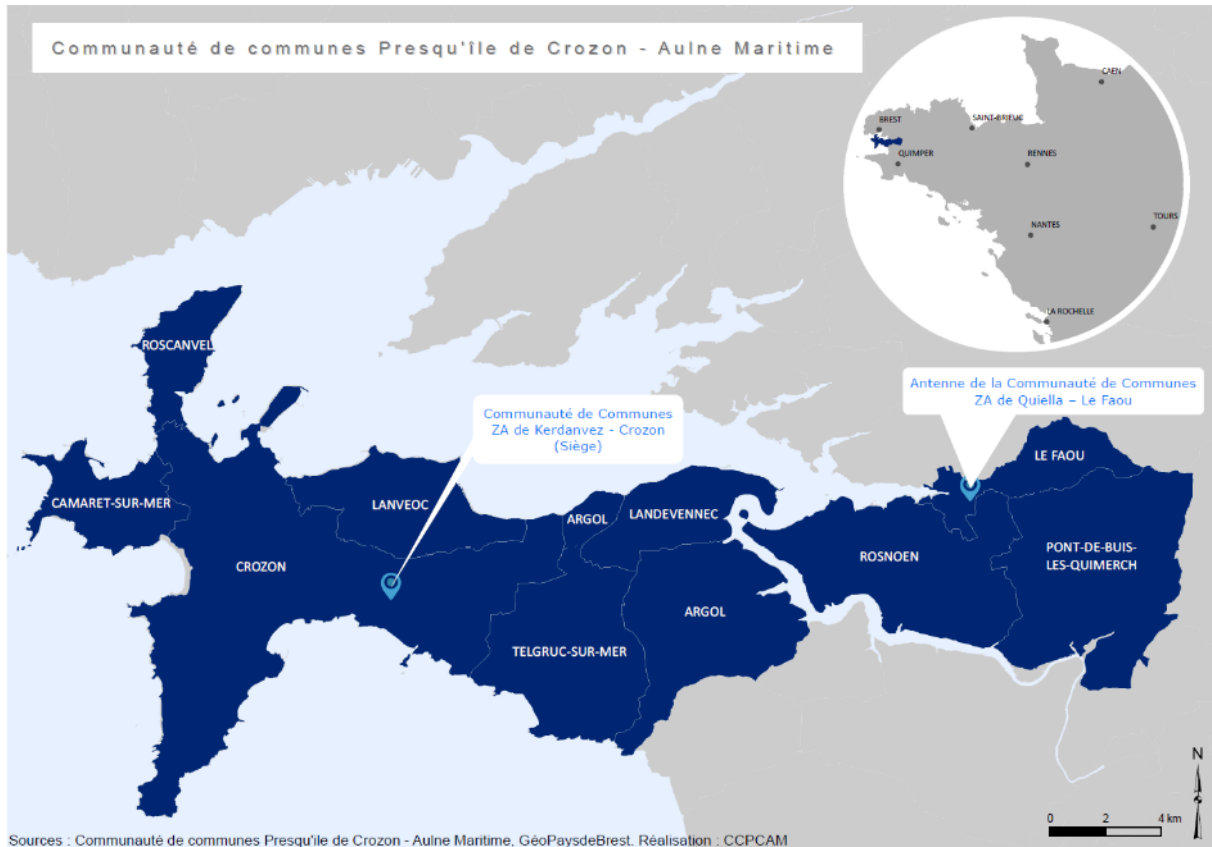 Communauté de communes Presqu'île de Crozon - Aulne Maritime
CAEN
BREST
SAINT-BRIEUC
QUIMPER
RENNES
NANTES
TOURS
LA ROCHELLE
ROSCANVEL
Communauté de Communes
ZA de Kerdanvez - Crozon
(Siège)
Antenne de la Communauté de Communes
ZA de Quiella – Le Faou
LE FAOU
CAMARET-SUR-MER
LANVEOC
ARGOL
LANDEVENNEC
CROZON
ROSNOEN
PONT-DE-BUIS-
LES-QUIMERCH
ARGOL
TELGRUC-SUR-MER
N
0 2 4 km
Sources : Communauté de communes Presqu'ile de Crozon - Aulne Maritime, GéoPaysdeBrest. Réalisation : CCPCAM